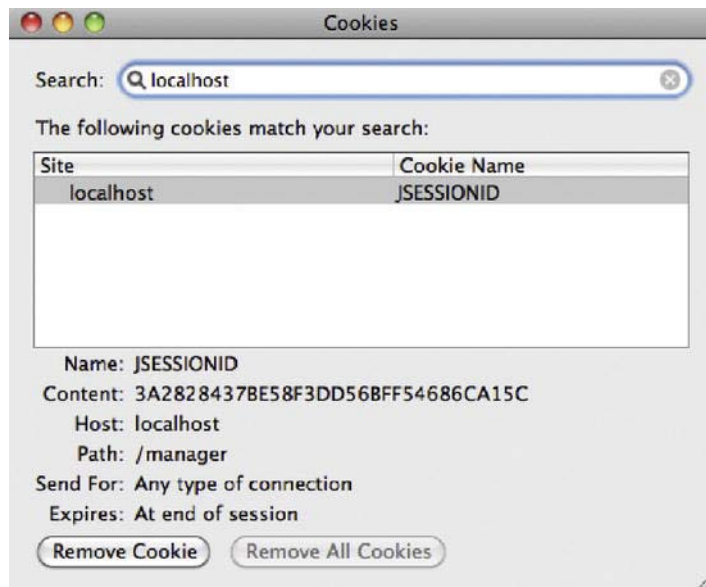 Cookies
Search: localhost
The following cookies match your search:
Site Cookie Name
localhost JSESSIONID
Name: JSESSIONID
Content: 3A2828437BE58F3DD56BFF54686CA15C
Host: localhost
Path: /manager
Send For: Any type of connection
Expires: At end of session
Remove Cookie Remove All Cookies